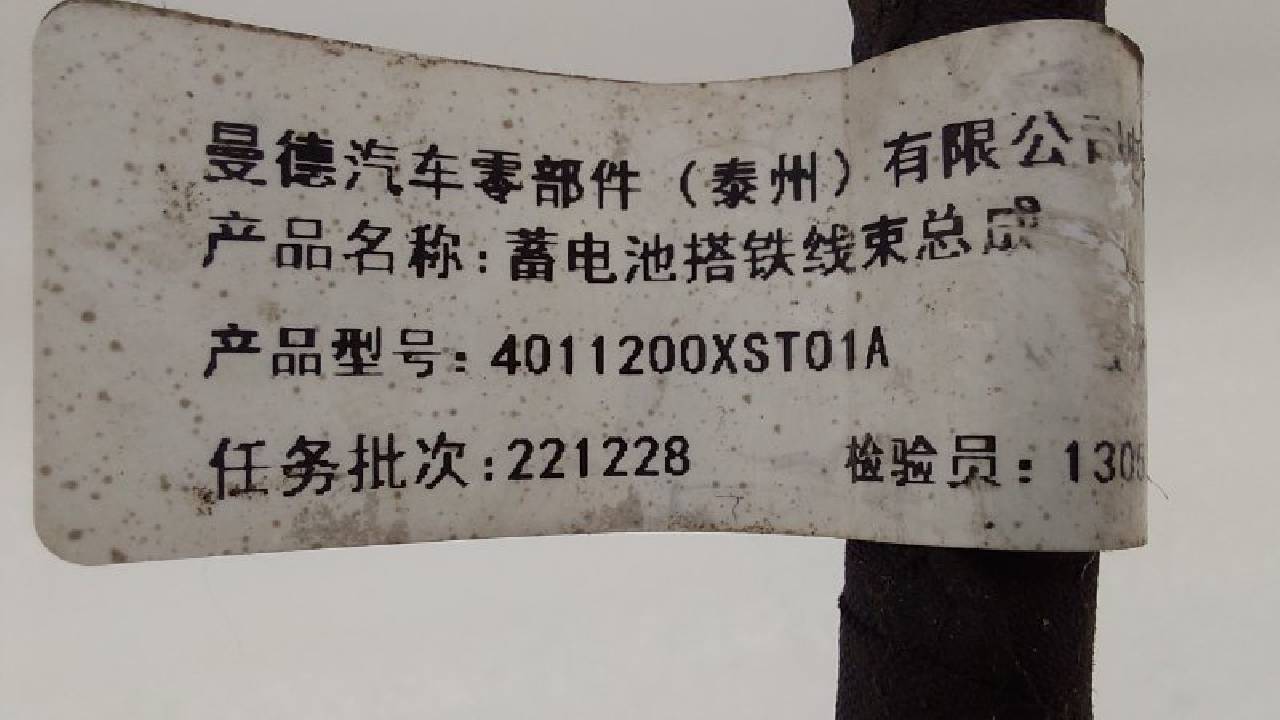 曼德汽车零部件（泰州）有限公司
产品名称:蓄电池搭铁线束总成
产品型号:4011200XST01A
任务批次:221228 检验员:130